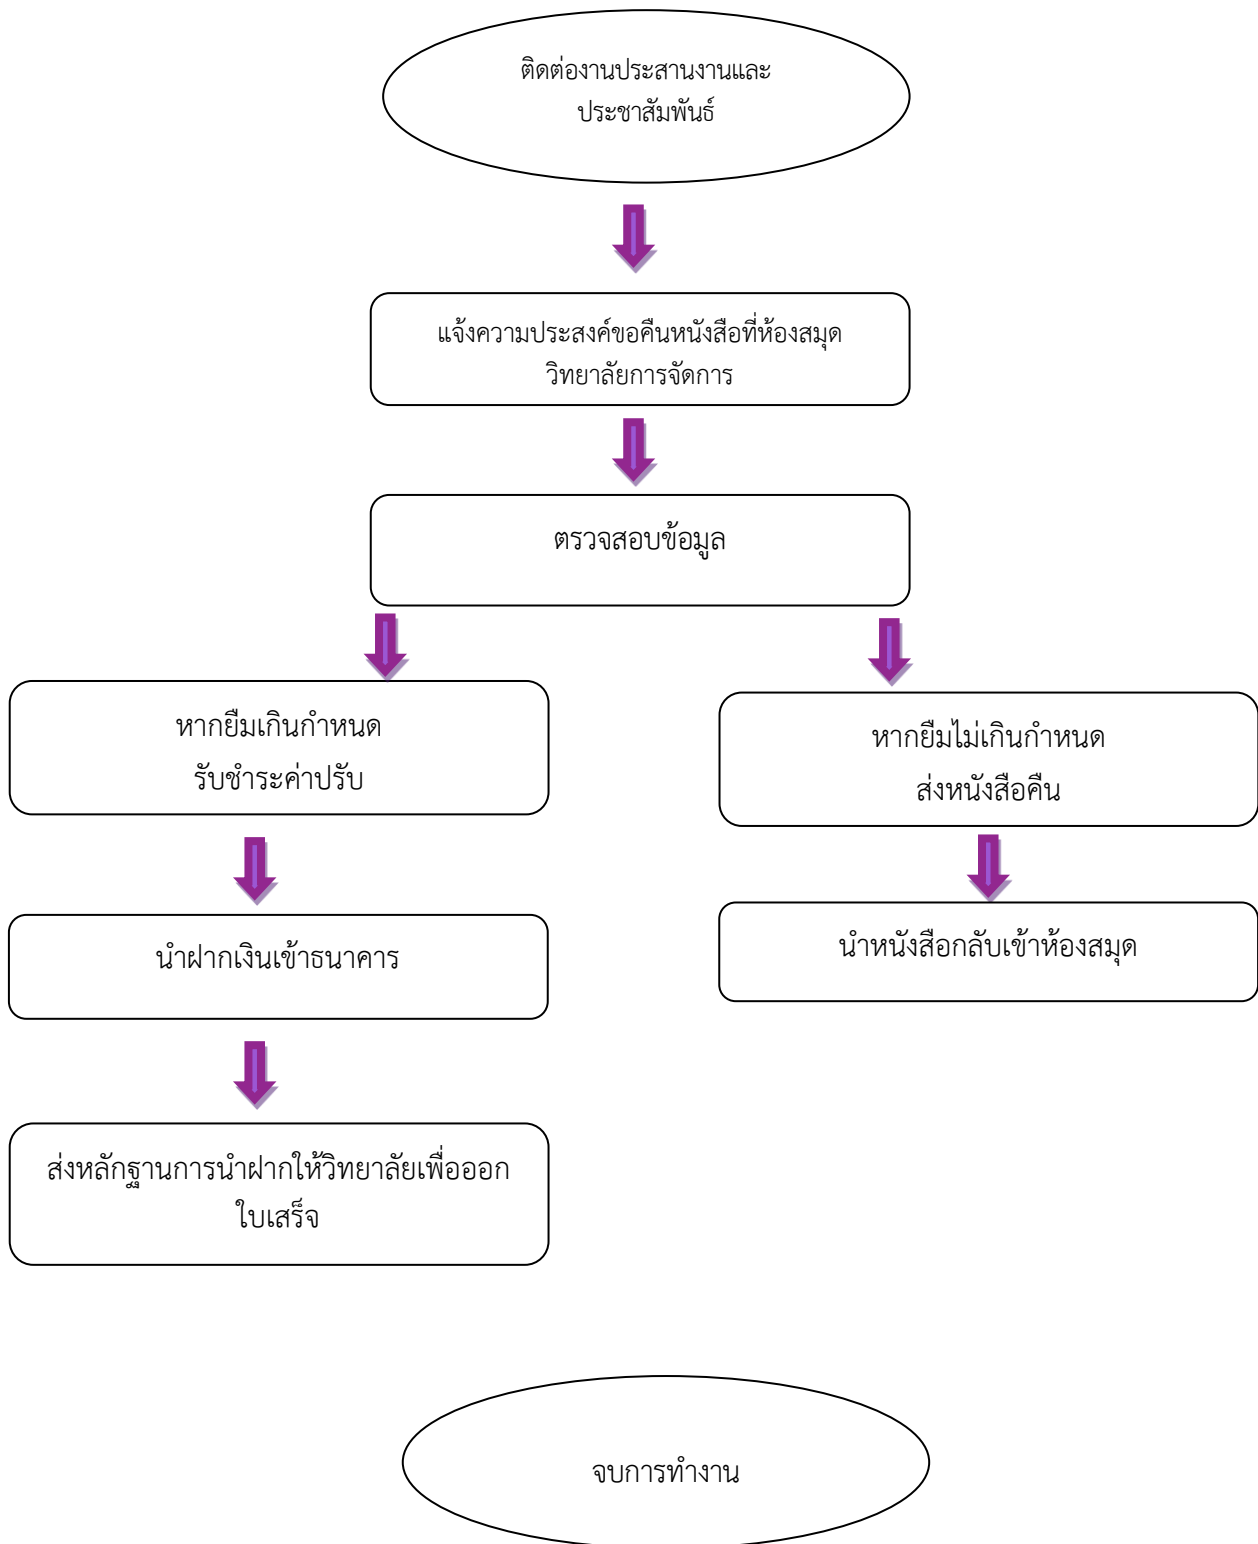 ติดต่องานประสานงานและ
ประชาสัมพันธ์
แจ้งความประสงค์ขอคืนหนังสือที่ห้องสมุด
วิทยาลัยการจัดการ
ตรวจสอบข้อมูล
หากยืมเกินกำหนด
รับชำระค่าปรับ
หากยืมไม่เกินกำหนด
ส่งหนังสือคืน
นำฝากเงินเข้าธนาคาร
นำหนังสือกลับเข้าห้องสมุด
ส่งหลักฐานการนำฝากให้วิทยาลัยเพื่อออก
ใบเสร็จ
จบการทำงาน